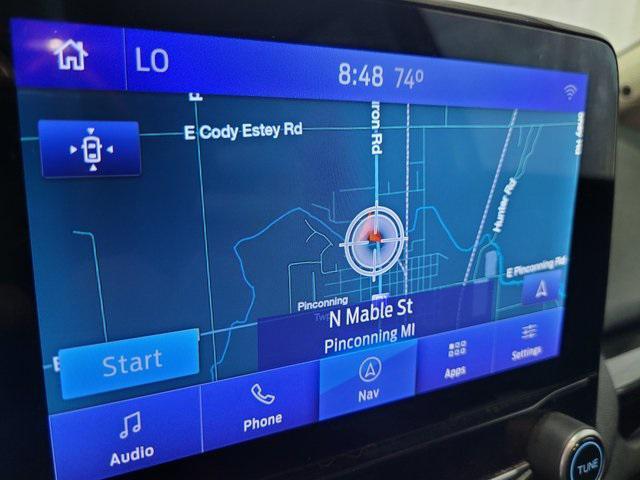 LO
8:48 74°
E Cody Estey Rd
iron-Rd
Hunter Rd
E Pinconning Rd
Pinconning
N Mable St
Pinconning MI
Start
Audio
Phone
Nav
Apps
Settings
TUNE